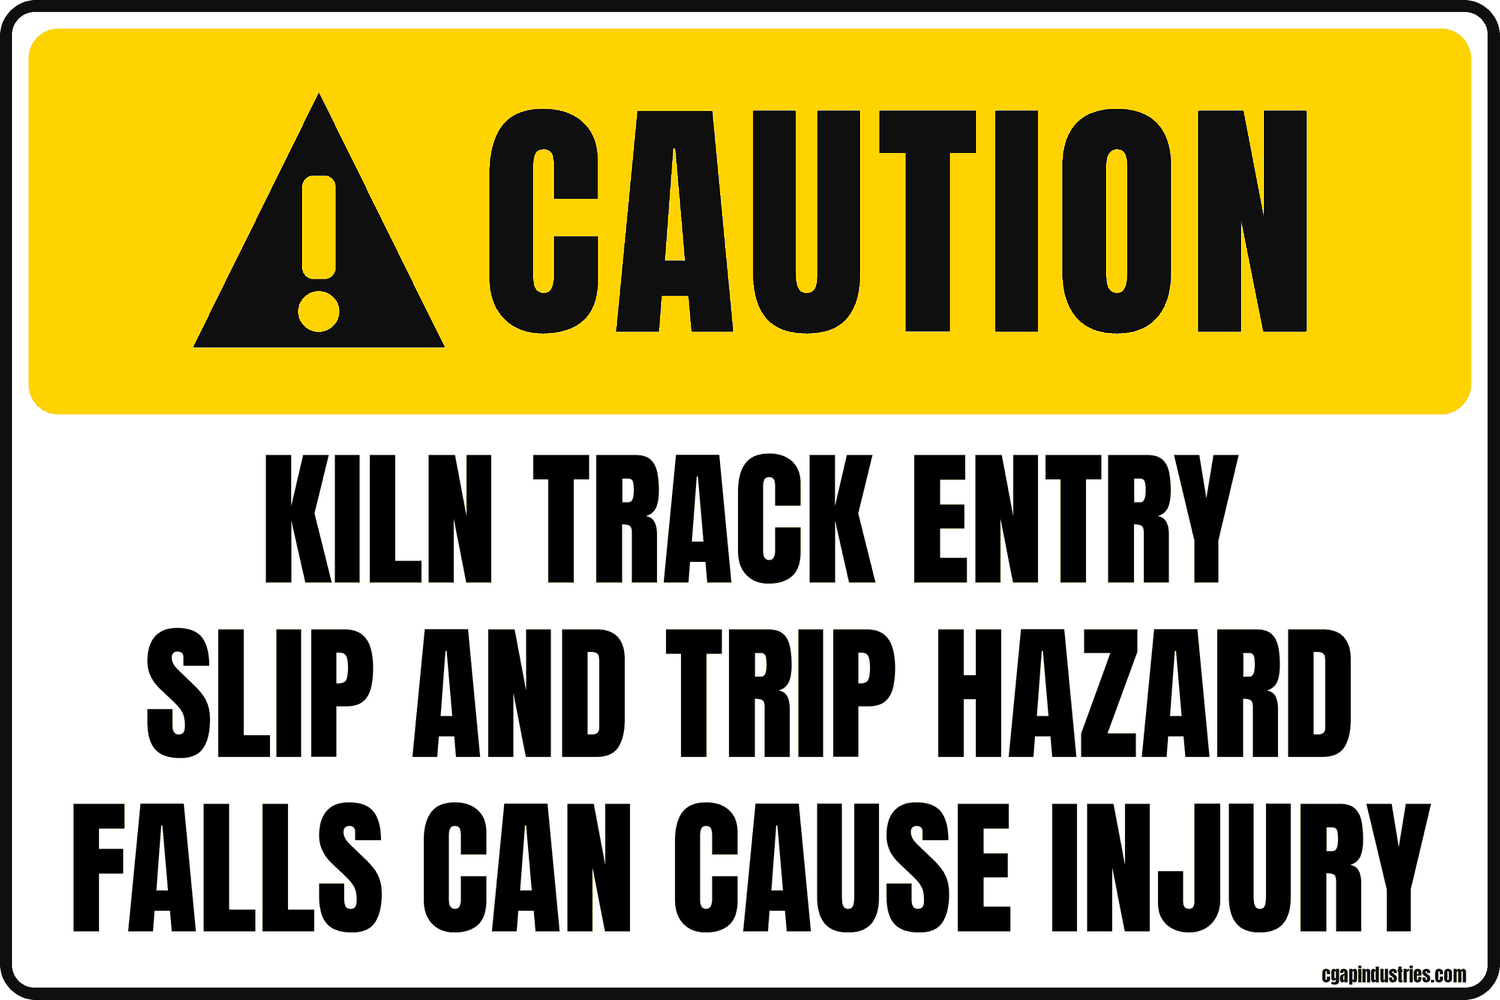 CAUTION
KILN TRACK ENTRY
SLIP AND TRIP HAZARD
FALLS CAN CAUSE INJURY
cgapindustries.com